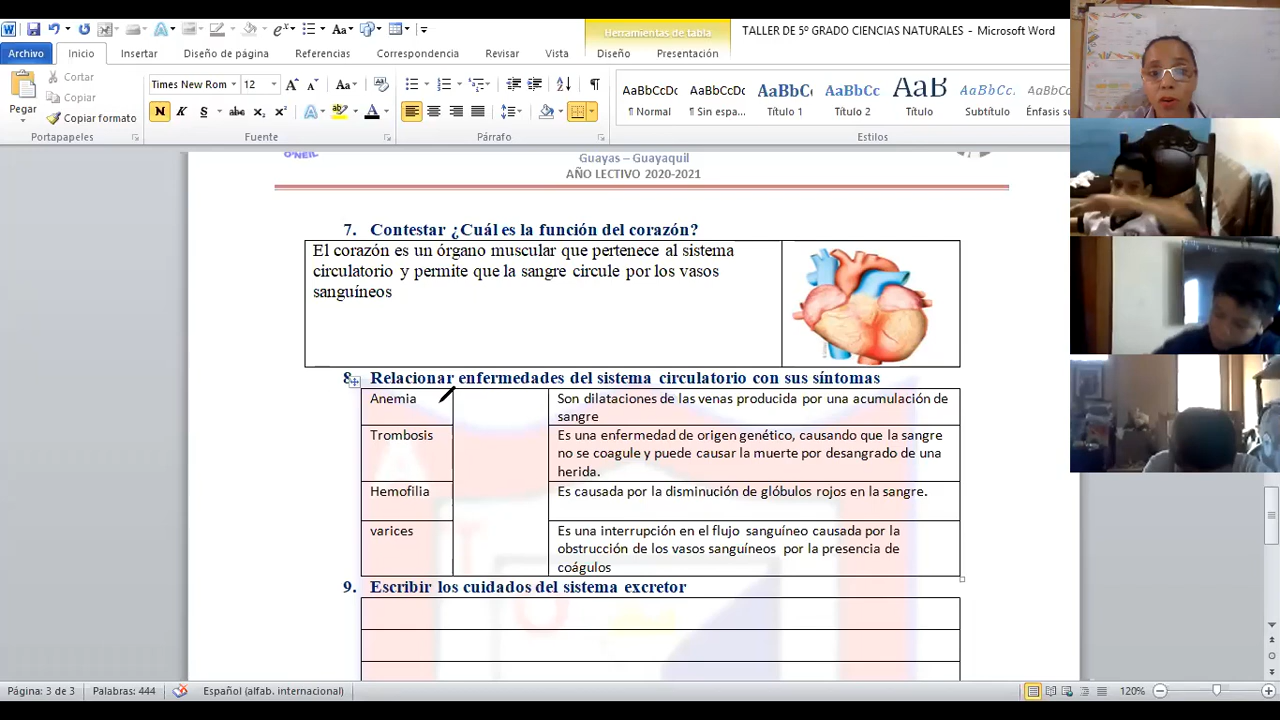 Herramientas de tabla
TALLER DE 5º GRADO CIENCIAS NATURALES - Microsoft Word
Archivo
Inicio
Insertar
Diseño de página
Referencias
Correspondencia
Revisar
Vista
Diseño
Presentación
Pegar
Cortar
Copiar
Copiar formato
Times New Rom
12
Aa
N K S abc x₂ x²
AaBbCcDc
AaBbCcDc
AaBbCc
AaBbCc
AaB
AaBbCc.
AaBbCcDc
¶ Normal
¶ Sin espa...
Título 1
Título 2
Título
Subtítulo
Énfasis su
Portapapeles
Fuente
Párrafo
Estilos
O'NEIL
Guayas – Guayaquil
AÑO LECTIVO 2020-2021
7. Contestar ¿Cuál es la función del corazón?
El corazón es un órgano muscular que pertenece al sistema
circulatorio y permite que la sangre circule por los vasos
sanguíneos
8. Relacionar enfermedades del sistema circulatorio con sus síntomas
Anemia
Son dilataciones de las venas producida por una acumulación de
sangre
Trombosis
Es una enfermedad de origen genético, causando que la sangre
no se coagule y puede causar la muerte por desangrado de una
herida.
Hemofilia
Es causada por la disminución de glóbulos rojos en la sangre.
varices
Es una interrupción en el flujo sanguíneo causada por la
obstrucción de los vasos sanguíneos por la presencia de
coágulos
9. Escribir los cuidados del sistema excretor
Página: 3 de 3
Palabras: 444
Español (alfab. internacional)
120%